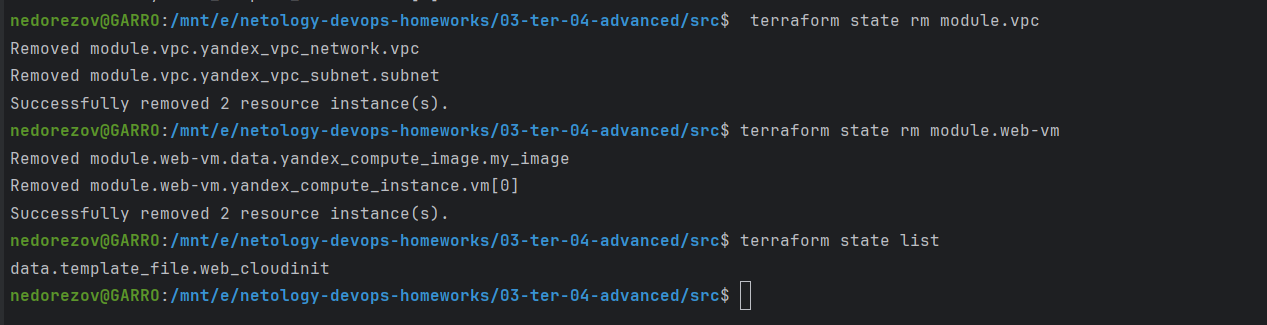 nedorezov@GARRO:/mnt/e/netology-devops-homeworks/03-ter-04-advanced/src$  terraform state rm module.vpc
Removed module.vpc.yandex_vpc_network.vpc
Removed module.vpc.yandex_vpc_subnet.subnet
Successfully removed 2 resource instance(s).
nedorezov@GARRO:/mnt/e/netology-devops-homeworks/03-ter-04-advanced/src$ terraform state rm module.web-vm
Removed module.web-vm.data.yandex_compute_image.my_image
Removed module.web-vm.yandex_compute_instance.vm[0]
Successfully removed 2 resource instance(s).
nedorezov@GARRO:/mnt/e/netology-devops-homeworks/03-ter-04-advanced/src$ terraform state list
data.template_file.web_cloudinit
nedorezov@GARRO:/mnt/e/netology-devops-homeworks/03-ter-04-advanced/src$